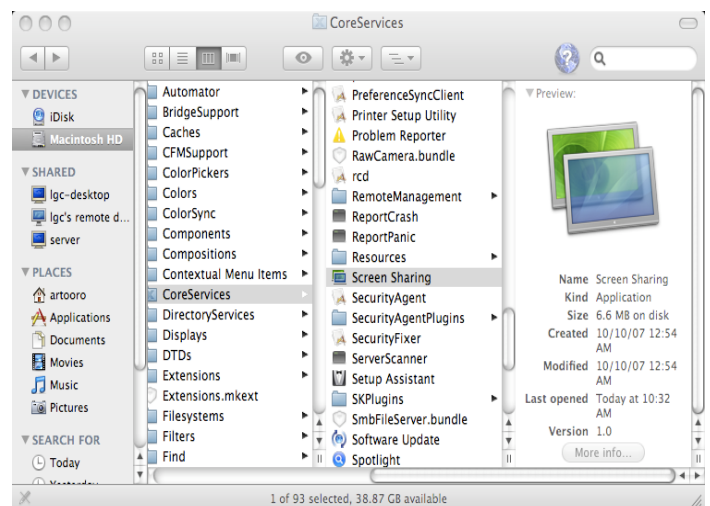 CoreServices
DEVICES
iDisk
Macintosh HD
SHARED
lgc-desktop
lgc's remote d...
server
PLACES
artooro
Applications
Documents
Movies
Music
Pictures
SEARCH FOR
Today
Yesterday
Automator
BridgeSupport
Caches
CFMSupport
ColorPickers
Colors
ColorSync
Components
Compositions
Contextual Menu Items
CoreServices
DirectoryServices
Displays
DTDs
Extensions
Extensions.mkext
Filesystems
Filters
Find
PreferenceSyncClient
Printer Setup Utility
Problem Reporter
RawCamera.bundle
rcd
RemoteManagement
ReportCrash
ReportPanic
Resources
Screen Sharing
SecurityAgent
SecurityAgentPlugins
SecurityFixer
ServerScanner
Setup Assistant
SKPlugins
SmbFileServer.bundle
Software Update
Spotlight
Preview:
Name Screen Sharing
Kind Application
Size 6.6 MB on disk
Created 10/10/07 12:54
AM
Modified 10/10/07 12:54
AM
Last opened Today at 10:32
AM
Version 1.0
More info...
1 of 93 selected, 38.87 GB available